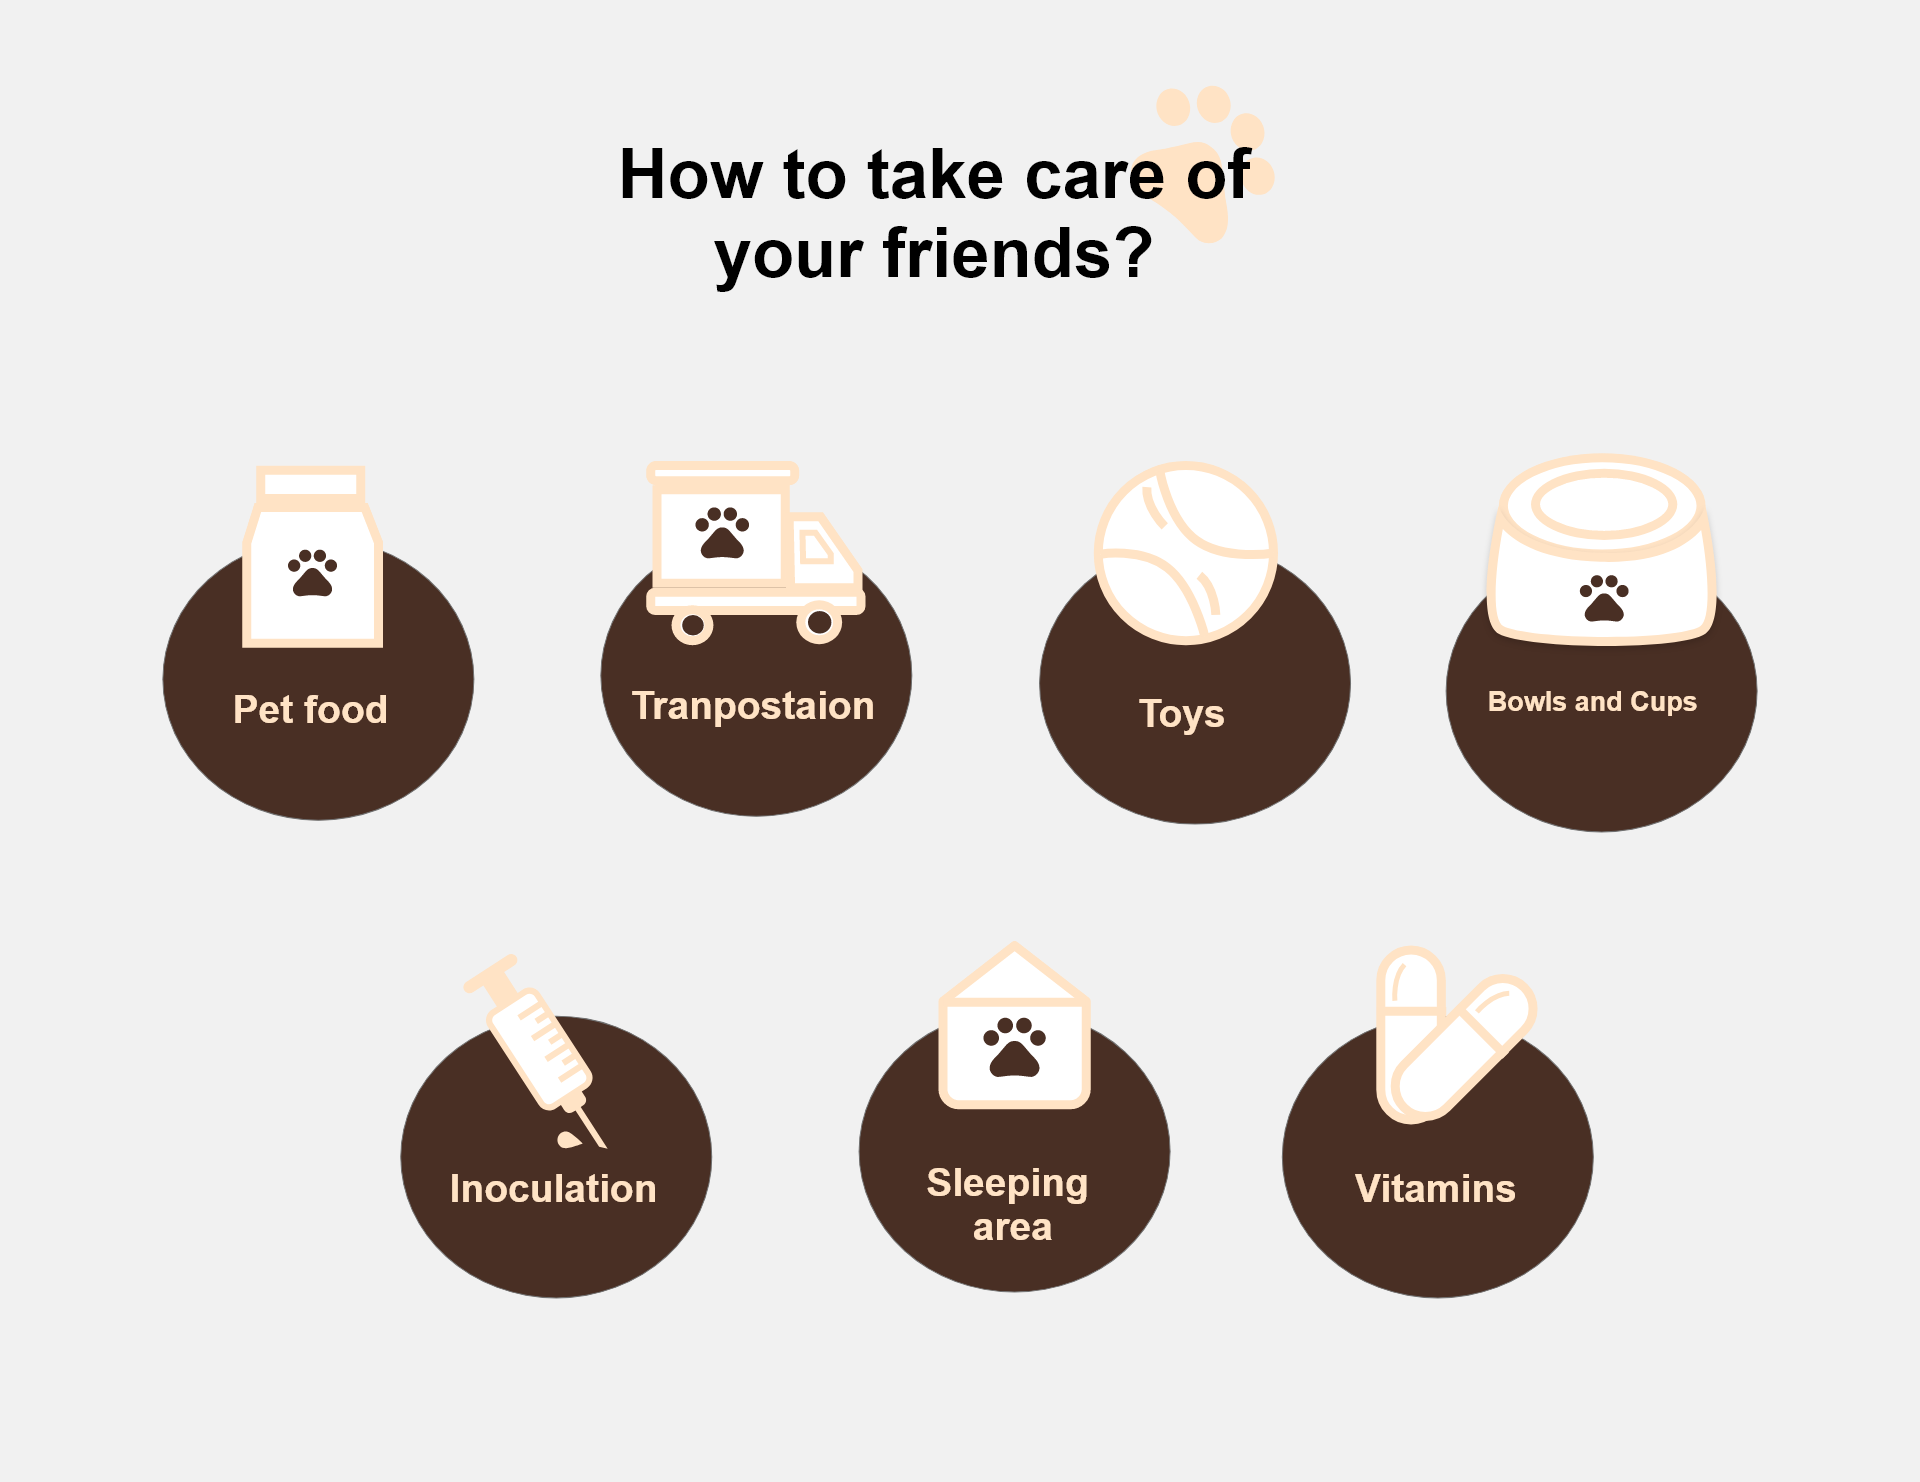 How to take care of
your friends?
Pet food
Tranpostaion
Toys
Bowls and Cups
Inoculation
Sleeping
area
Vitamins